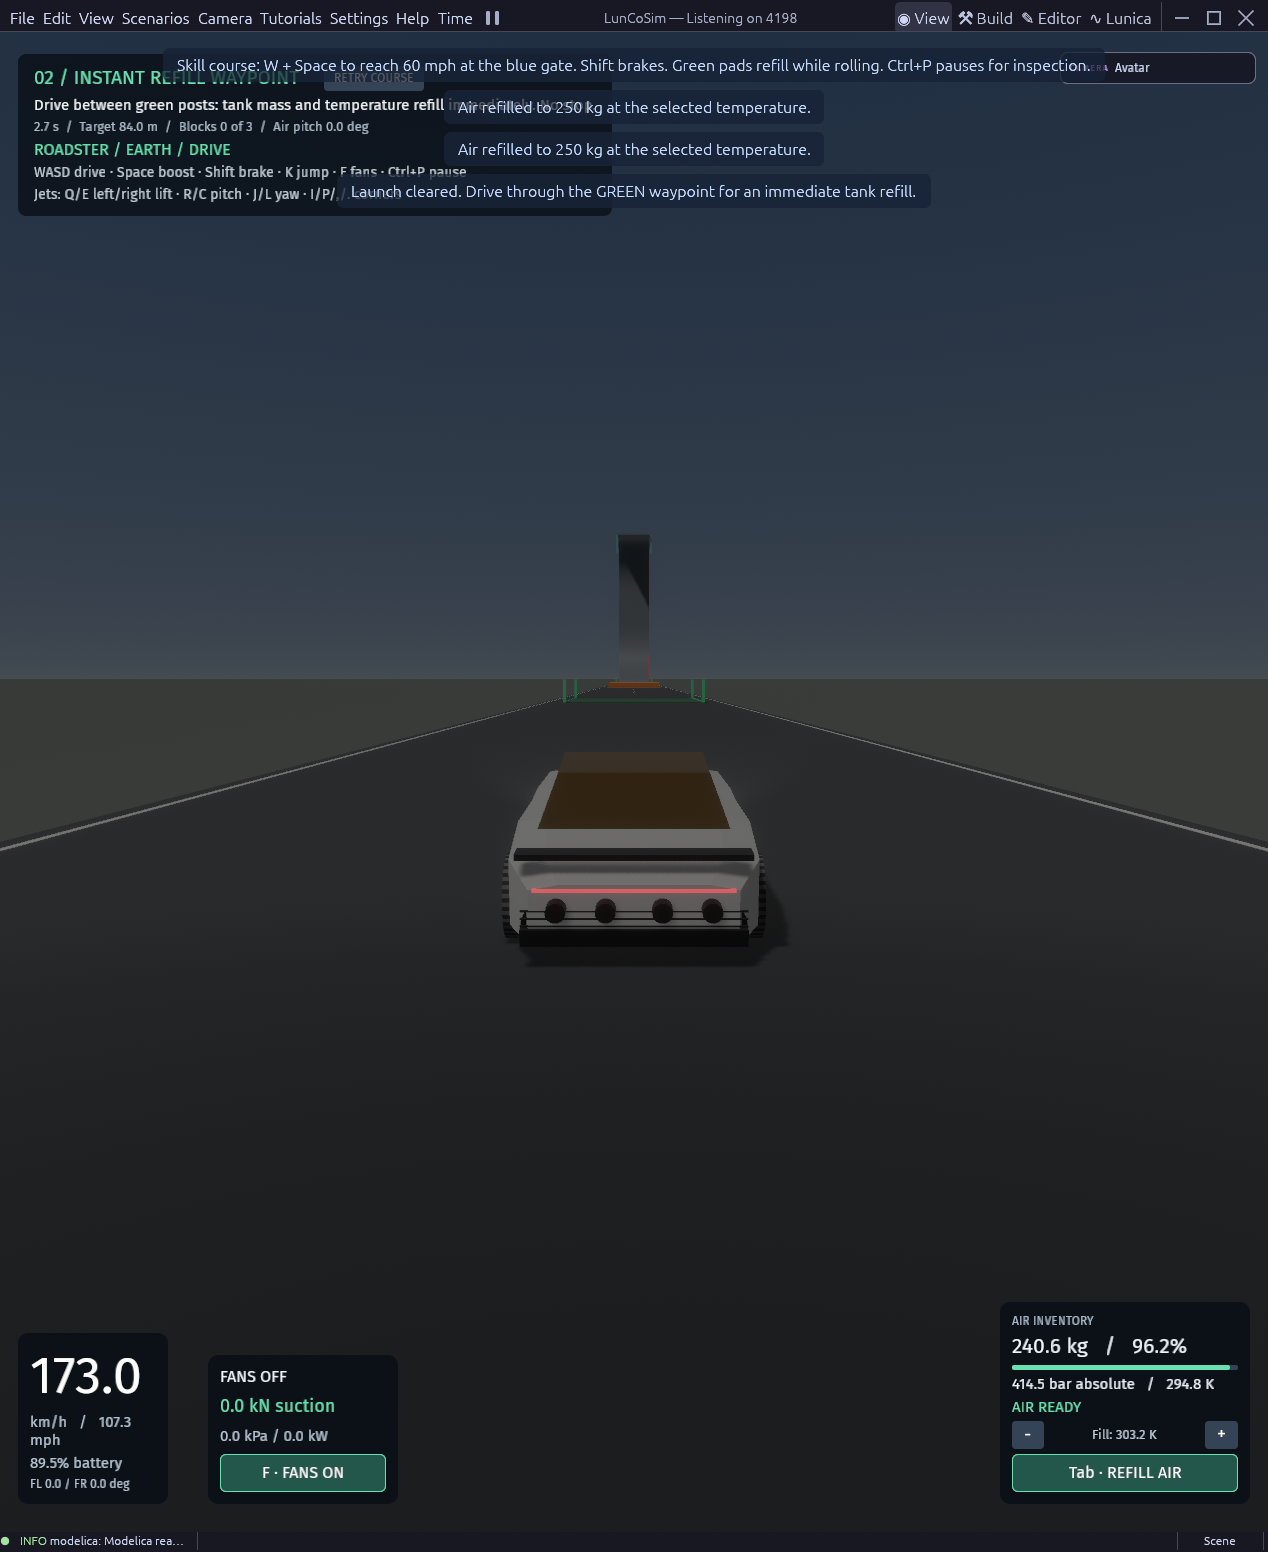 File Edit View Scenarios Camera Tutorials Settings Help Time
LunCoSim — Listening on 4198
View Build Editor Lunica
Skill course: W + Space to reach 60 mph at the blue gate. Shift brakes. Green pads refill while rolling. Ctrl+P pauses for inspection.
Avatar
02 / INSTANT REFILL WAYPOINT
RETRY COURSE
Drive between green posts: tank mass and temperature refill immediately. No stop
Air refilled to 250 kg at the selected temperature.
2.7 s / Target 84.0 m / Blocks 0 of 3 / Air pitch 0.0 deg
ROADSTER / EARTH / DRIVE
Air refilled to 250 kg at the selected temperature.
WASD drive · Space boost · Shift brake · K jump · F fans · Ctrl+P pause
Jets: Q/E left/right lift · R/C pitch · J/L yaw · I/P/,/.
Launch cleared. Drive through the GREEN waypoint for an immediate tank refill.
173.0
km/h / 107.3
mph
89.5% battery
FL 0.0 / FR 0.0 deg
FANS OFF
0.0 kN suction
0.0 kPa / 0.0 kW
F · FANS ON
AIR INVENTORY
240.6 kg / 96.2%
414.5 bar absolute / 294.8 K
AIR READY
- Fill: 303.2 K +
Tab · REFILL AIR
INFO modelica: Modelica rea...
Scene